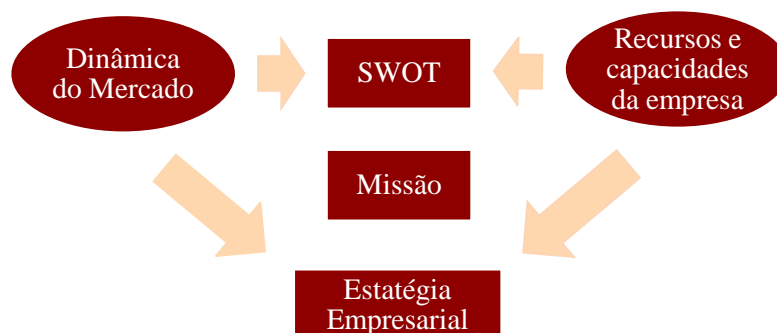 Dinâmica
do Mercado
SWOT
Recursos e
capacidades
da empresa
Missão
Estatégia
Empresarial